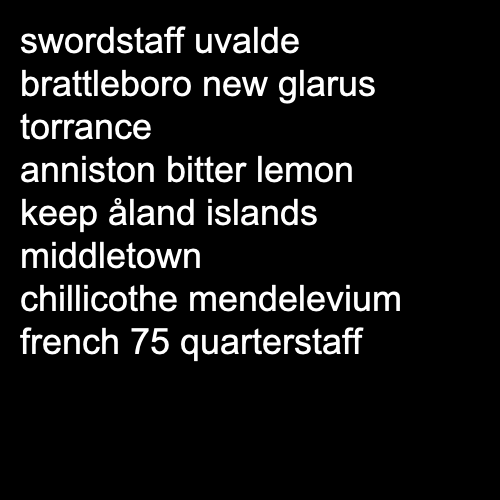 swordstaff uvalde
brattleboro new glarus
torrance
anniston bitter lemon
keep åland islands
middletown
chillicothe mendelevium
french 75 quarterstaff